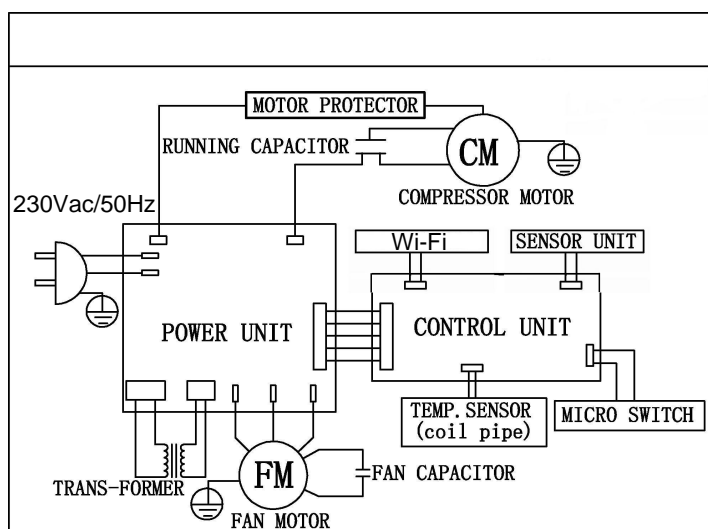 MOTOR PROTECTOR
RUNNING CAPACITOR
CM
COMPRESSOR MOTOR
230Vac/50Hz
Wi-Fi
SENSOR UNIT
POWER UNIT
CONTROL UNIT
TEMP. SENSOR
(coil pipe)
MICRO SWITCH
TRANS-FORMER
FM
FAN CAPACITOR
FAN MOTOR